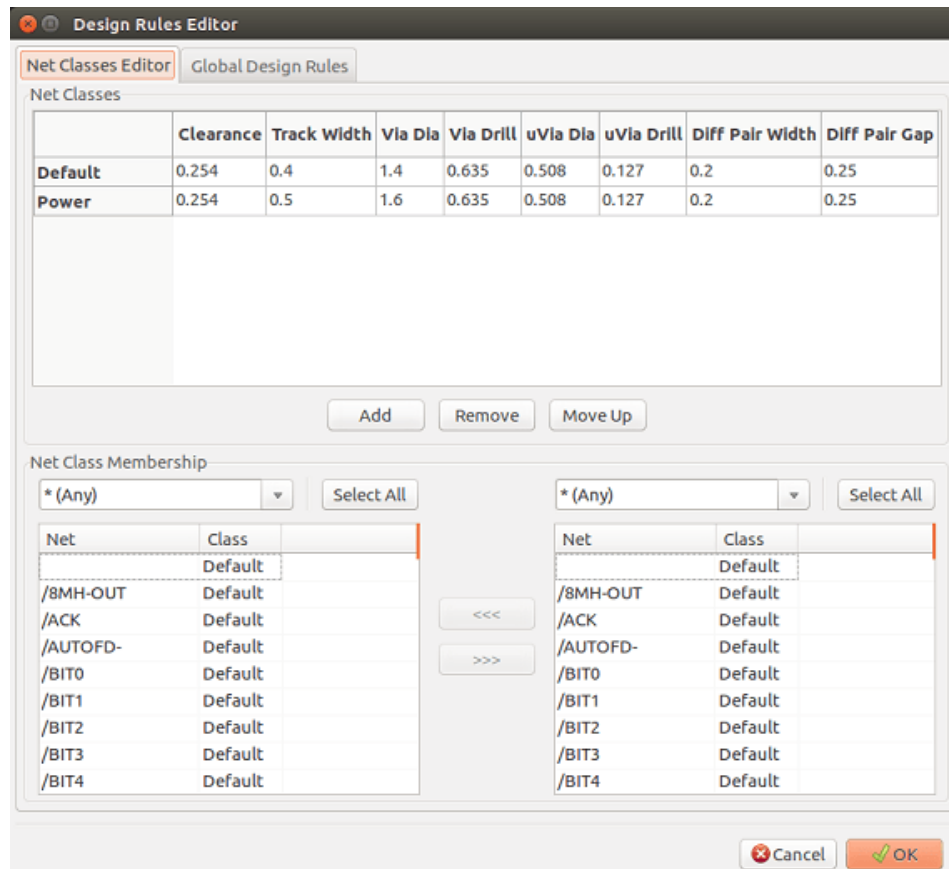 Design Rules Editor
Net Classes Editor Global Design Rules
Net Classes
Clearance Track Width Via Dia Via Drill uVia Dia uVia Drill Diff Pair Width Diff Pair Gap
Default 0.254 0.4 1.4 0.635 0.508 0.127 0.2 0.25
Power 0.254 0.5 1.6 0.635 0.508 0.127 0.2 0.25
Add Remove Move Up
Net Class Membership
* (Any) Select All * (Any) Select All
Net Class Net Class
Default Default
/8MH-OUT Default /8MH-OUT Default
/ACK Default <<< /ACK Default
/AUTOFD- Default /AUTOFD- Default
/BIT0 Default >>> /BIT0 Default
/BIT1 Default /BIT1 Default
/BIT2 Default /BIT2 Default
/BIT3 Default /BIT3 Default
/BIT4 Default /BIT4 Default
Cancel OK